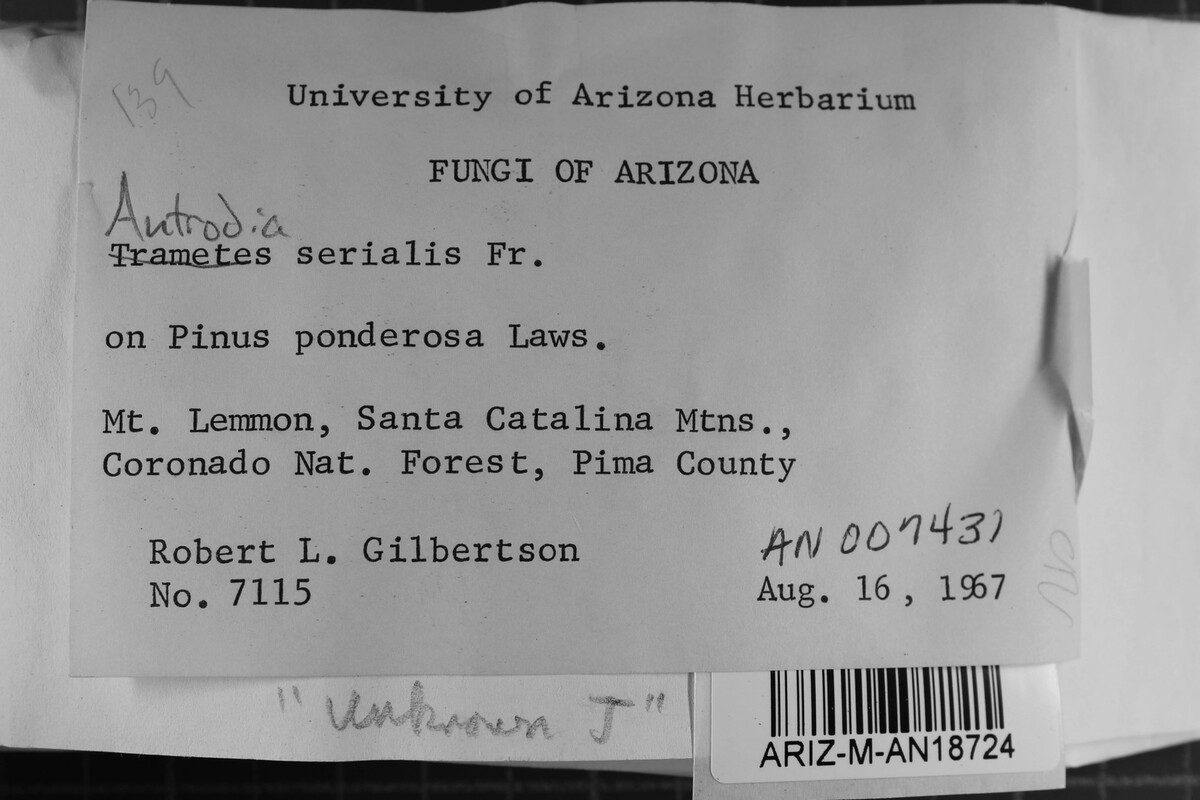 139
University of Arizona Herbarium
FUNGI OF ARIZONA
Antrodia
Trametes serialis Fr.
on Pinus ponderosa Laws.
Mt. Lemmon, Santa Catalina Mtns.,
Coronado Nat. Forest, Pima County
Robert L. Gilbertson
No. 7115
AN 007431
Aug. 16, 1967
"Unknown J"
ARIZ-M-AN18724